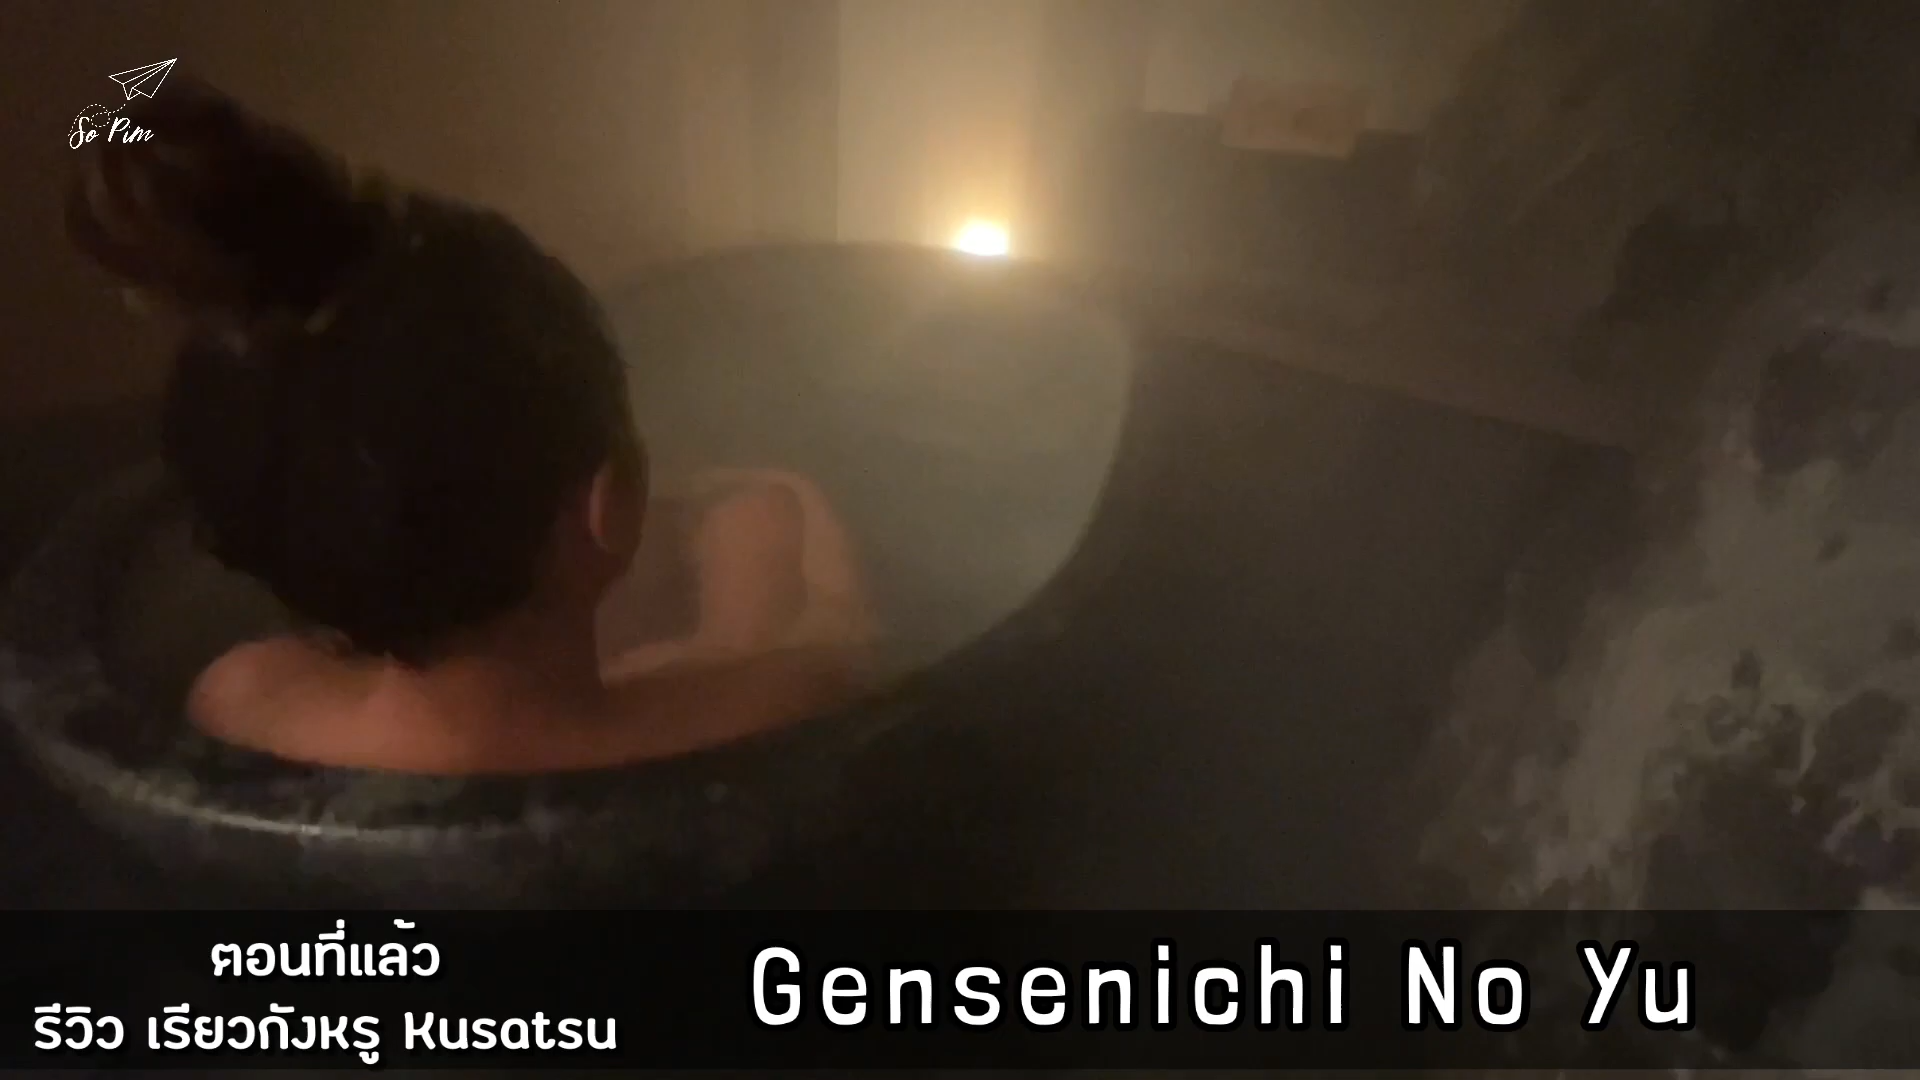 So Pim
ตอนที่แล้ว
รีวิว เรียวกังหรู Kusatsu
Gensenichi No Yu